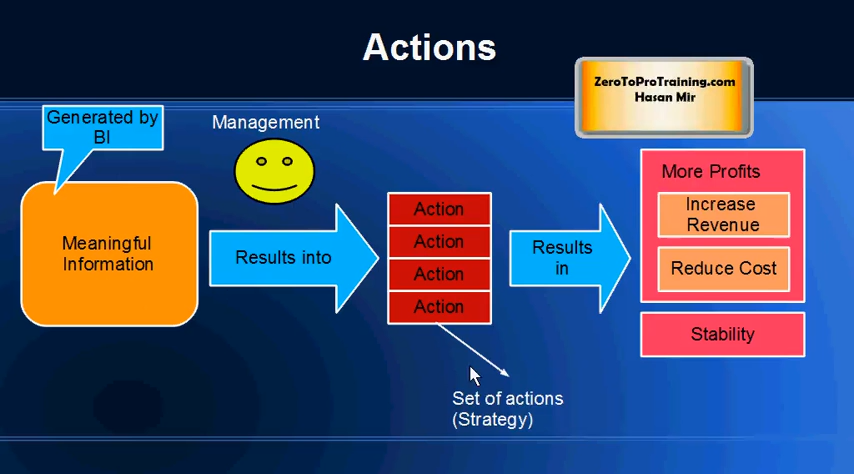 Actions
ZeroToProTraining.com
Hasan Mir
Generated by
BI
Management
Meaningful
Information
Results into
Action
Action
Action
Action
Results
in
More Profits
Increase
Revenue
Reduce Cost
Stability
Set of actions
(Strategy)